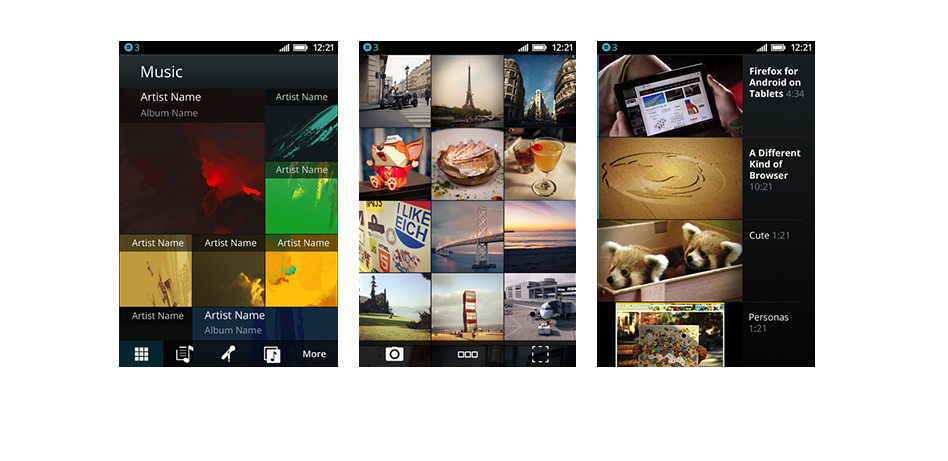 3 12:21
Music
Artist Name
Album Name
Artist Name
Artist Name
Artist Name
Artist Name
Artist Name
Artist Name
Artist Name
Album Name
More
3 12:21
I LIKE
EICH
HTML
3 12:21
Firefox for
Android on
Tablets 4:34
A Different
Kind of
Browser
10:21
Cute 1:21
Personas
1:21